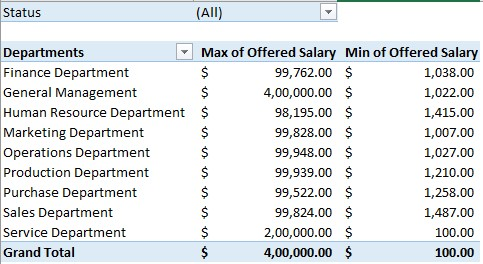 Status (All)
Departments Max of Offered Salary Min of Offered Salary
Finance Department $ 99,762.00 $ 1,038.00
General Management $ 4,00,000.00 $ 1,022.00
Human Resource Department $ 98,195.00 $ 1,415.00
Marketing Department $ 99,828.00 $ 1,007.00
Operations Department $ 99,948.00 $ 1,027.00
Production Department $ 99,939.00 $ 1,210.00
Purchase Department $ 99,522.00 $ 1,258.00
Sales Department $ 99,824.00 $ 1,487.00
Service Department $ 2,00,000.00 $ 100.00
Grand Total $ 4,00,000.00 $ 100.00